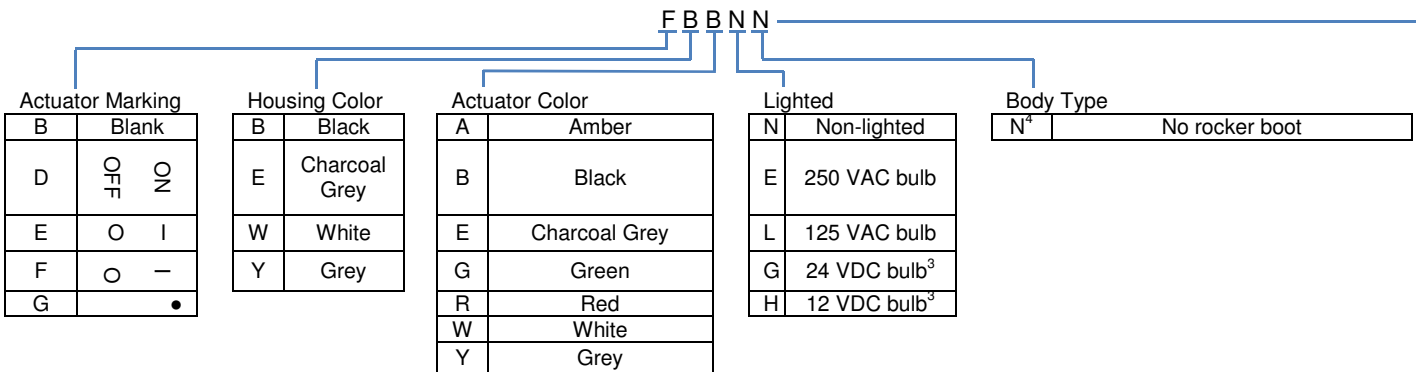 F B B N N
Actuator Marking
B Blank
D OFF ON
E O I
F O I
G ●
Housing Color
B Black
E Charcoal
Grey
W White
Y Grey
Actuator Color
A Amber
B Black
E Charcoal Grey
G Green
R Red
W White
Y Grey
Lighted
N Non-lighted
E 250 VAC bulb
L 125 VAC bulb
G 24 VDC bulb³
H 12 VDC bulb³
Body Type
N⁴ No rocker boot